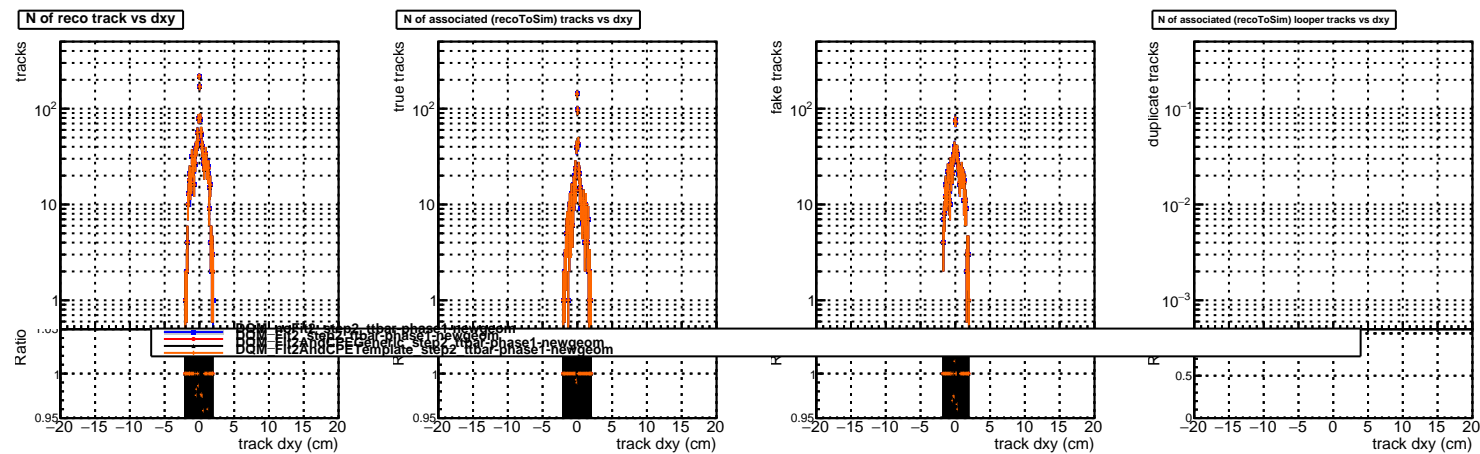 N of reco track vs dxy
N of associated (recoToSim) tracks vs dxy
N of associated (recoToSim) looper tracks vs dxy
tracks
10²
10
1
true tracks
10²
10
1
fake tracks
10²
10
1
duplicate tracks
10⁻¹
10⁻²
10⁻³
DQM_Fit2_step2_ttbar-phase1-newgeom
DQM_Fit2AndCPEGeneric_step2_ttbar-phase1-newgeom
DQM_Fit2AndCPETemplate_step2_ttbar-phase1-newgeom
Ratio
1
0.95
1
0.95
1
0.95
0.5
0
−20 −15 −10 −5 0 5 10 15 20
track dxy (cm)
−20 −15 −10 −5 0 5 10 15 20
track dxy (cm)
−20 −15 −10 −5 0 5 10 15 20
track dxy (cm)
−20 −15 −10 −5 0 5 10 15 20
track dxy (cm)